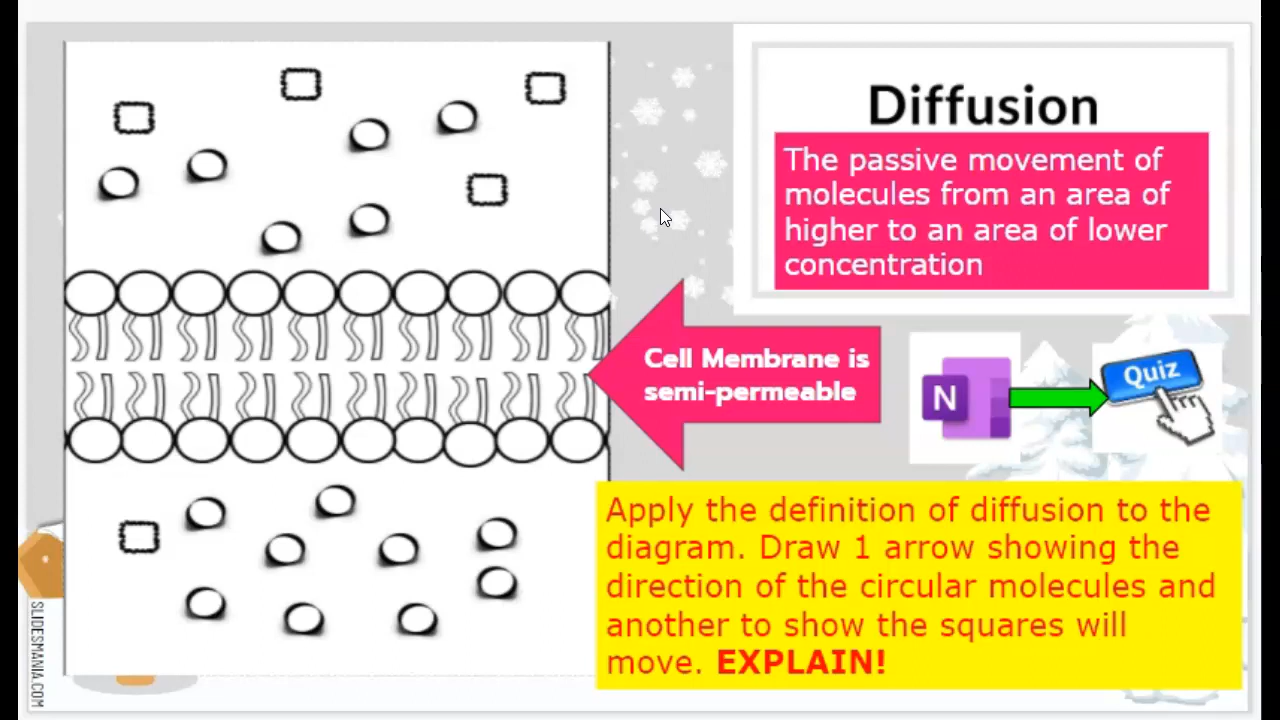 Diffusion
The passive movement of
molecules from an area of
higher to an area of lower
concentration
Cell Membrane is
semi-permeable
N
Quiz
Apply the definition of diffusion to the
diagram. Draw 1 arrow showing the
direction of the circular molecules and
another to show the squares will
move. EXPLAIN!
SLIDESMANIA.COM